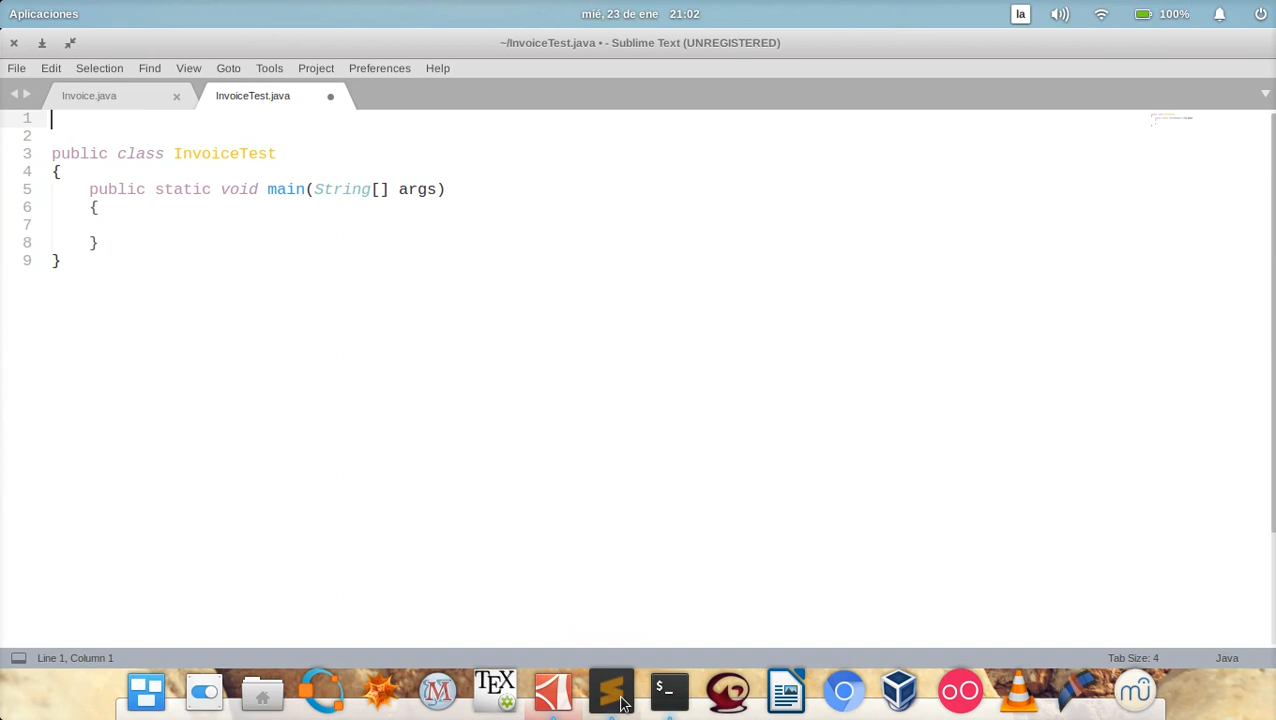 Aplicaciones
mié, 23 de ene 21:02
la
100%
~/InvoiceTest.java • - Sublime Text (UNREGISTERED)
File Edit Selection Find View Goto Tools Project Preferences Help
Invoice.java
InvoiceTest.java
1
2
3 public class InvoiceTest
4 {
5 public static void main(String[] args)
6 {
7
8 }
9 }
Line 1, Column 1
Tab Size: 4
Java
TEX
$_